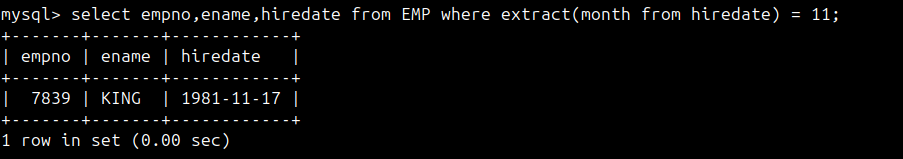 mysql> select empno,ename,hiredate from EMP where extract(month from hiredate) = 11;
+-------+-------+------------+
| empno | ename | hiredate   |
+-------+-------+------------+
|  7839 | KING  | 1981-11-17 |
+-------+-------+------------+
1 row in set (0.00 sec)